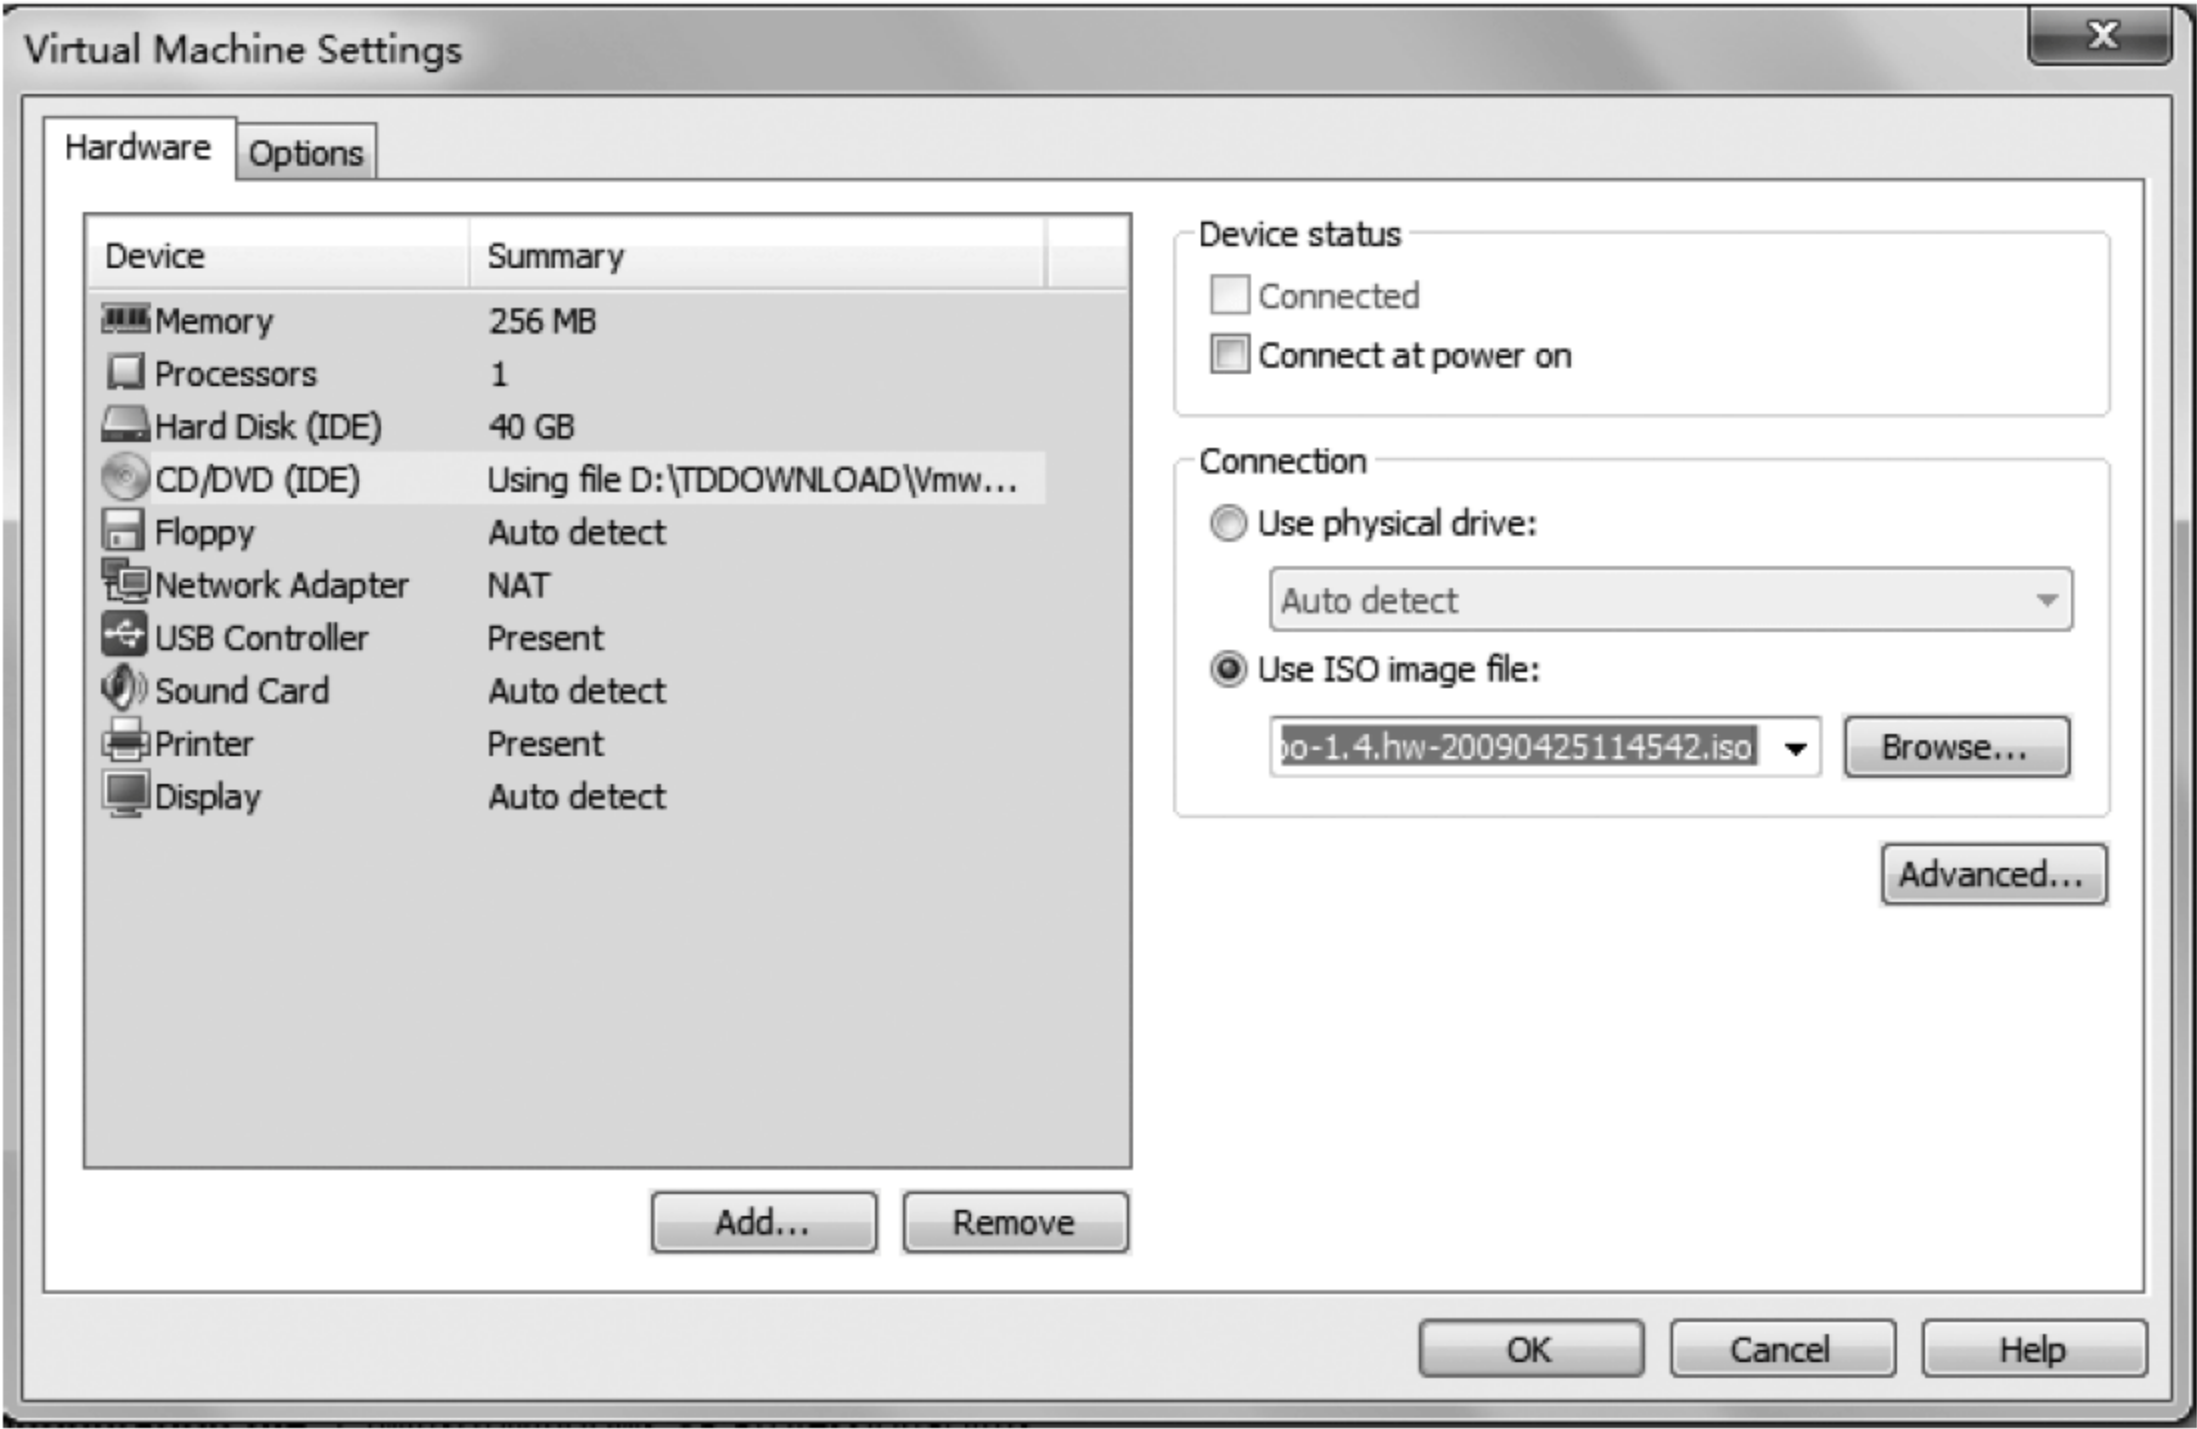 Virtual Machine Settings
x
Hardware
Options
Device Summary
Memory 256 MB
Processors 1
Hard Disk (IDE) 40 GB
CD/DVD (IDE) Using file D:\TDDOWNLOAD\Vmw...
Floppy Auto detect
Network Adapter NAT
USB Controller Present
Sound Card Auto detect
Printer Present
Display Auto detect
Add...
Remove
Device status
Connected
Connect at power on
Connection
Use physical drive:
Auto detect
Use ISO image file:
oo-1.4.hw-20090425114542.iso
Browse...
Advanced...
OK
Cancel
Help